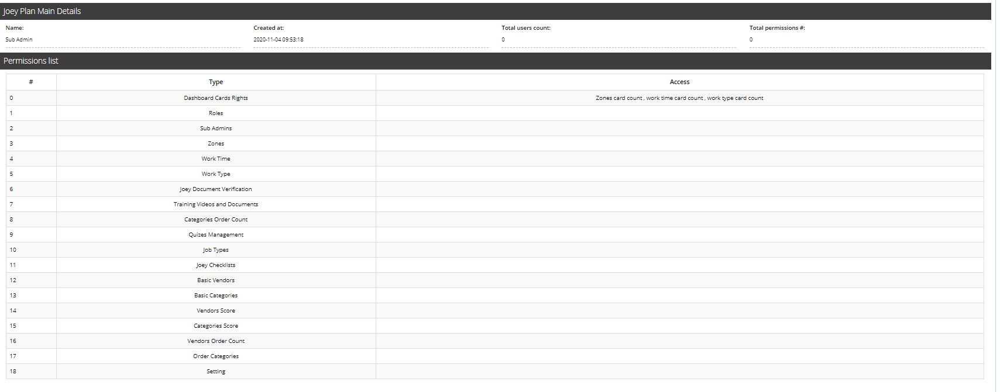 Joey Plan Main Details
Name: Created at: Total users count: Total permissions #:
Sub Admin 2020-11-04 09:53:18 0 0
Permissions list
# Type Access
0 Dashboard Cards Rights Zones card count , work time card count , work type card count
1 Roles
2 Sub Admins
3 Zones
4 Work Time
5 Work Type
6 Joey Document Verification
7 Training Videos and Documents
8 Categories Order Count
9 Quizes Management
10 Job Types
11 Joey Checklists
12 Basic Vendors
13 Basic Categories
14 Vendors Score
15 Categories Score
16 Vendors Order Count
17 Order Categories
18 Setting